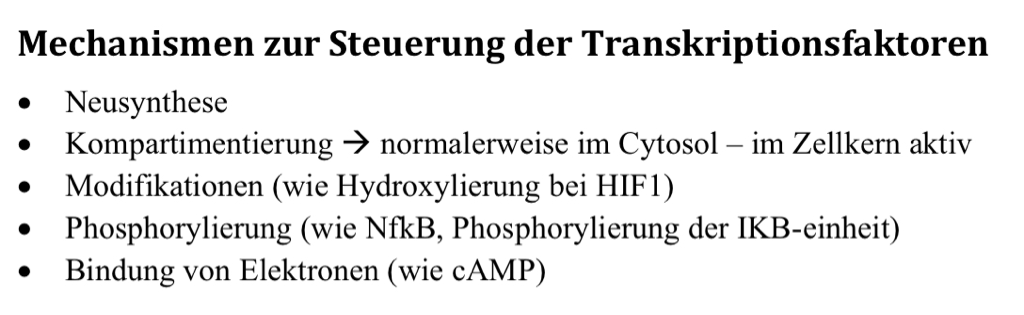 Mechanismen zur Steuerung der Transkriptionsfaktoren
• Neusynthese
• Kompartimentierung → normalerweise im Cytosol – im Zellkern aktiv
• Modifikationen (wie Hydroxylierung bei HIF1)
• Phosphorylierung (wie NfkB, Phosphorylierung der IKB-einheit)
• Bindung von Elektronen (wie cAMP)